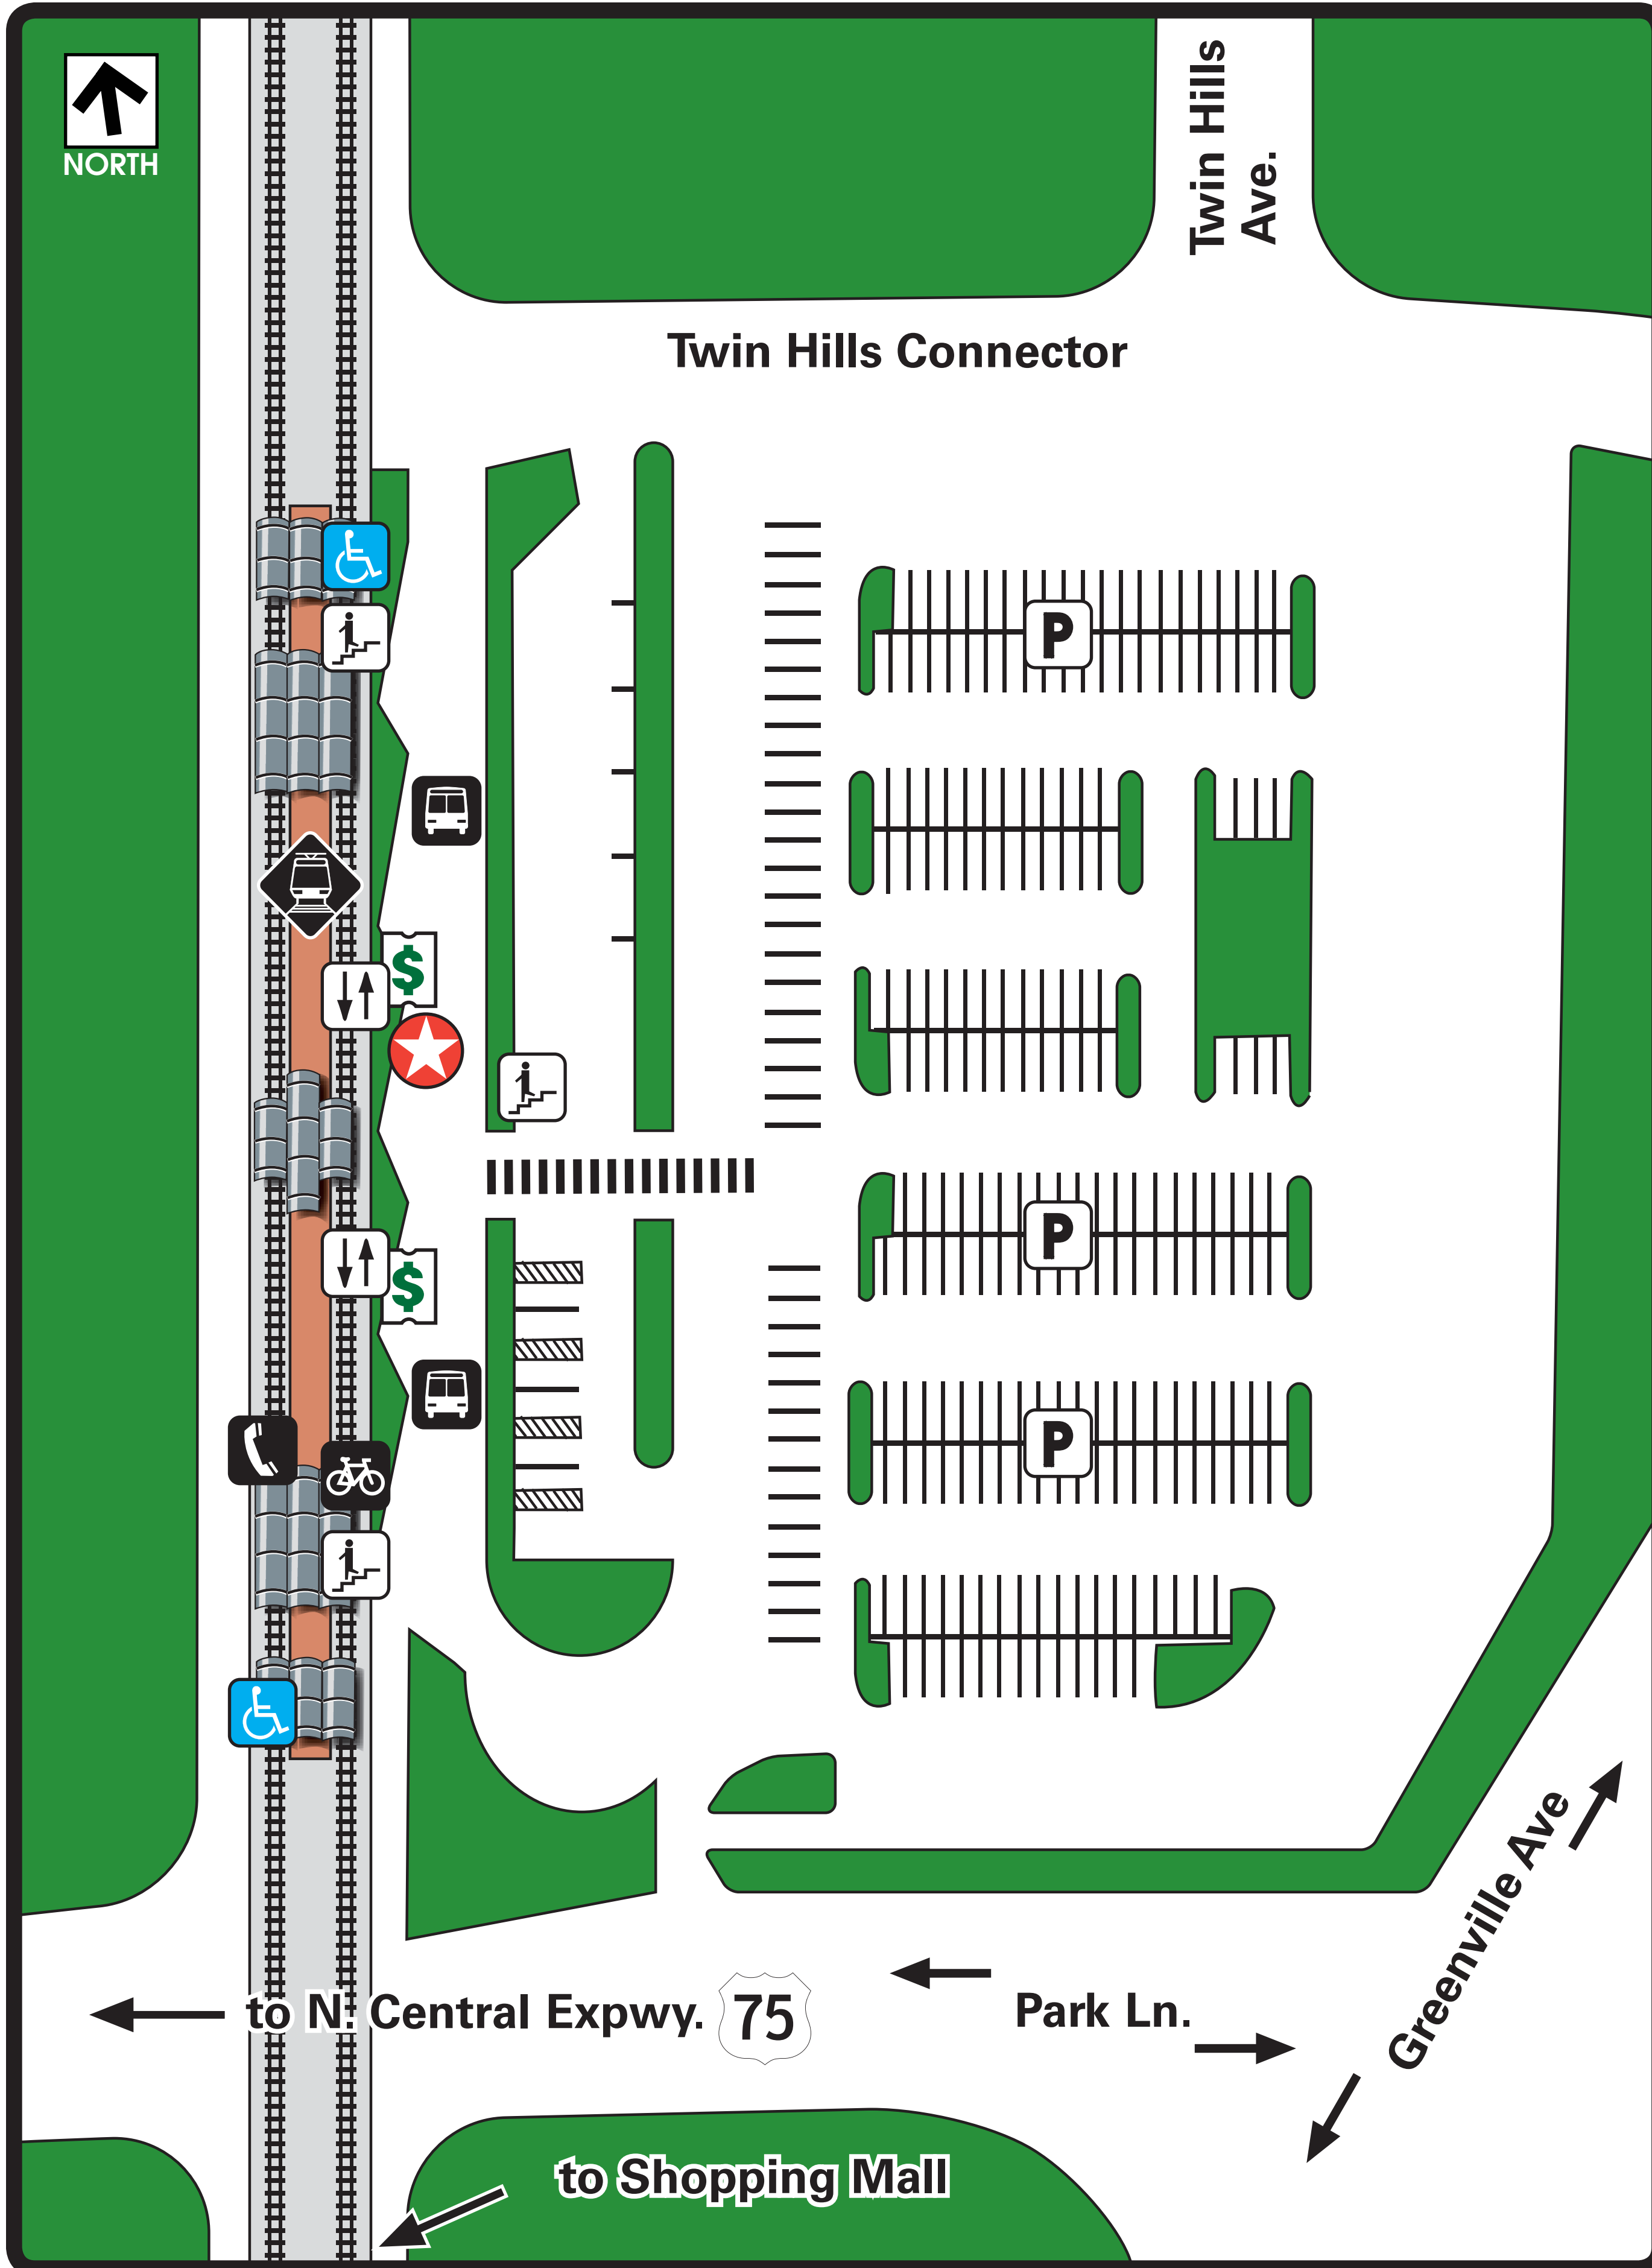 NORTH
Twin Hills
Ave.
Twin Hills Connector
P
$
$
P
P
Greenville Ave
to N. Central Expwy. 75
Park Ln.
to Shopping Mall